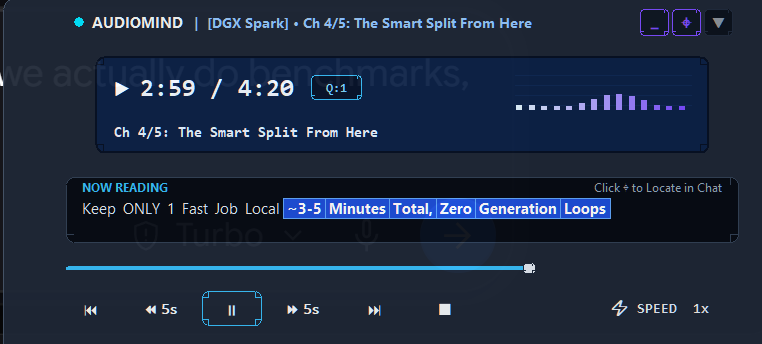 AUDIOMIND | [DGX Spark] • Ch 4/5: The Smart Split From Here
we actually do benchmarks,
▶ 2:59 / 4:20 Q:1
Ch 4/5: The Smart Split From Here
NOW READING Click ⌖ to Locate in Chat
Keep ONLY 1 Fast Job Local ~3-5 Minutes Total, Zero Generation Loops
Turbo
5s 5s SPEED 1x